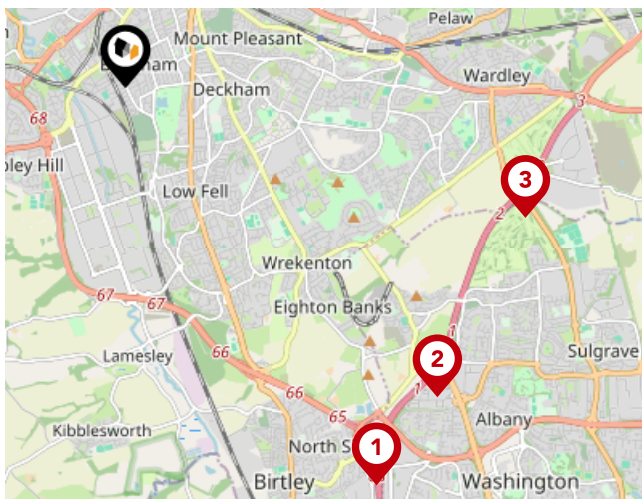 Pelaw
Mount Pleasant
Wardley
Deckham
3
68
3
Low Fell
2
Wrekenton
67
67
Eighton Banks
1
66
2
Sulgrave
Lamesley
1
66
65
Albany
Kibblesworth
1
Birtley
Washington